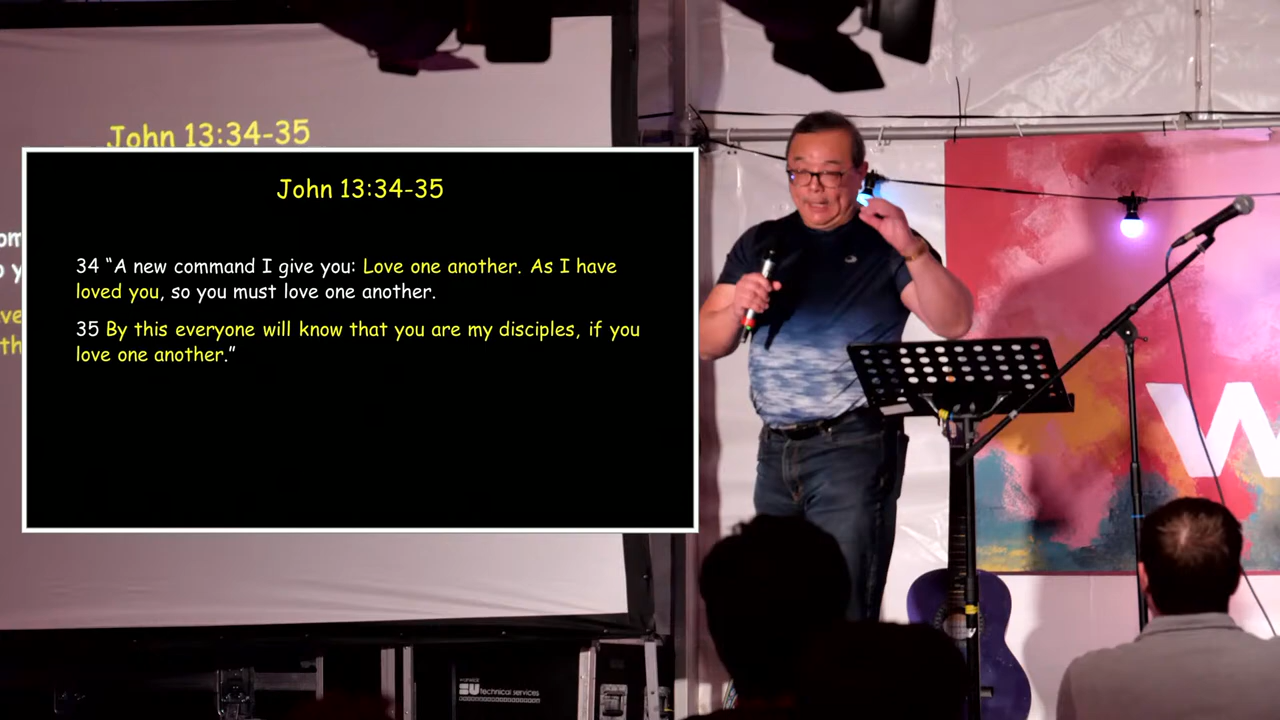 John 13:34-35
John 13:34-35
34 “A new command I give you: Love one another. As I have
loved you, so you must love one another.
35 By this everyone will know that you are my disciples, if you
love one another.”
W
technical services